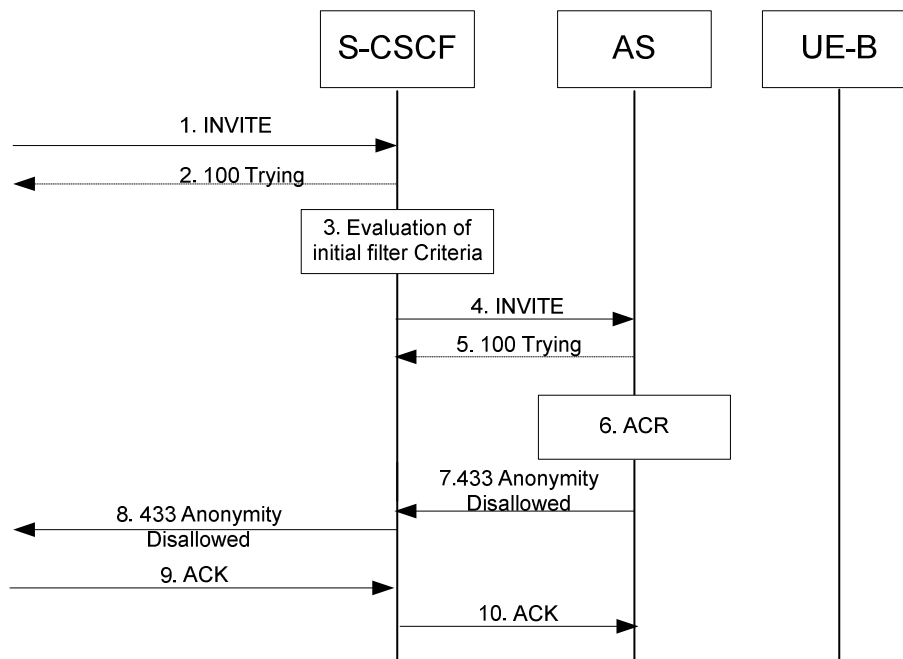 S-CSCF
AS
UE-B
1. INVITE
2. 100 Trying
3. Evaluation of
initial filter Criteria
4. INVITE
5. 100 Trying
6. ACR
7.433 Anonymity
Disallowed
8. 433 Anonymity
Disallowed
9. ACK
10. ACK